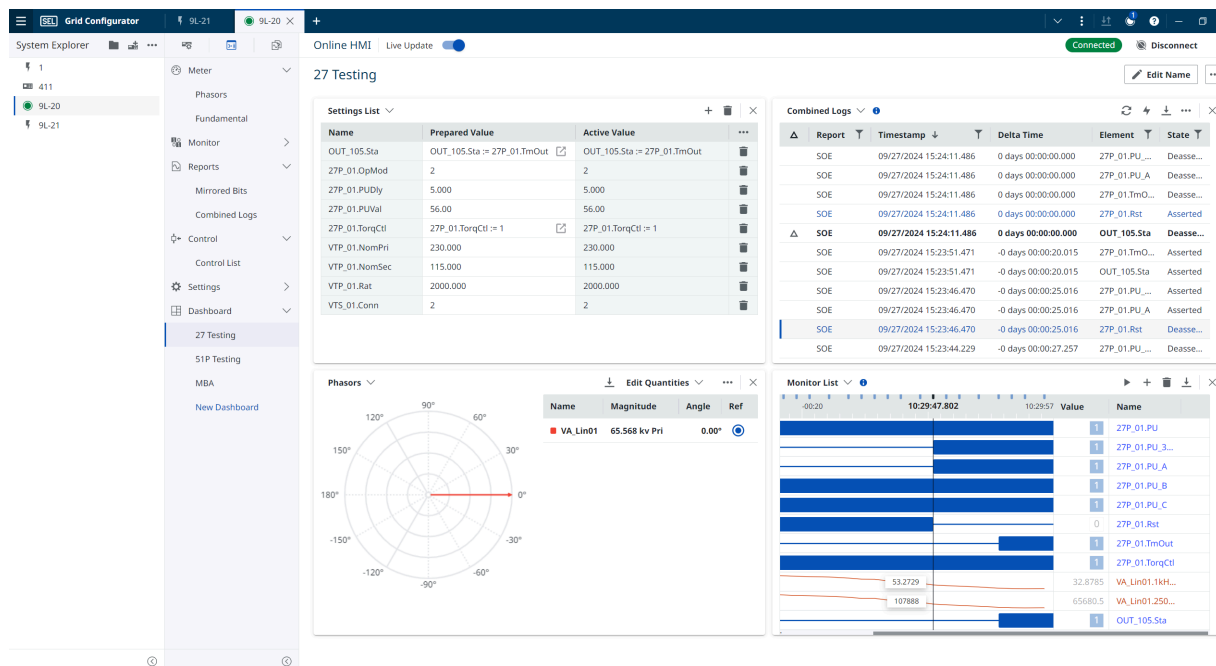 SEL Grid Configurator 9L-21 9L-20
1
System Explorer
1
411
9L-20
9L-21
Meter
Phasors
Fundamental
Monitor
Reports
Mirrored Bits
Combined Logs
Control
Control List
Settings
Dashboard
27 Testing
51P Testing
MBA
New Dashboard
Online HMI Live Update Connected Disconnect
27 Testing Edit Name
Settings List
Name Prepared Value Active Value
OUT_105.Sta OUT_105.Sta := 27P_01.TmOut OUT_105.Sta := 27P_01.TmOut
27P_01.OpMod 2 2
27P_01.PUDly 5.000 5.000
27P_01.PUVal 56.00 56.00
27P_01.TorqCtl 27P_01.TorqCtl := 1 27P_01.TorqCtl := 1
VTP_01.NomPri 230.000 230.000
VTP_01.NomSec 115.000 115.000
VTP_01.Rat 2000.000 2000.000
VTS_01.Conn 2 2
Combined Logs
Report Timestamp Delta Time Element State
SOE 09/27/2024 15:24:11.486 0 days 00:00:00.000 27P_01.PU_... Deasse...
SOE 09/27/2024 15:24:11.486 0 days 00:00:00.000 27P_01.PU_A Deasse...
SOE 09/27/2024 15:24:11.486 0 days 00:00:00.000 27P_01.TmO... Deasse...
SOE 09/27/2024 15:24:11.486 0 days 00:00:00.000 27P_01.Rst Asserted
SOE 09/27/2024 15:24:11.486 0 days 00:00:00.000 OUT_105.Sta Deasse...
SOE 09/27/2024 15:23:51.471 -0 days 00:00:20.015 27P_01.TmO... Asserted
SOE 09/27/2024 15:23:51.471 -0 days 00:00:20.015 OUT_105.Sta Asserted
SOE 09/27/2024 15:23:46.470 -0 days 00:00:25.016 27P_01.PU_... Asserted
SOE 09/27/2024 15:23:46.470 -0 days 00:00:25.016 27P_01.PU_A Asserted
SOE 09/27/2024 15:23:46.470 -0 days 00:00:25.016 27P_01.Rst Deasse...
SOE 09/27/2024 15:23:44.229 -0 days 00:00:27.257 27P_01.PU_... Deasse...
Phasors Edit Quantities
90°
120° 60°
150° 30°
180° 0°
-150° -30°
-120° -60°
-90°
Name Magnitude Angle Ref
VA_Lin01 65.568 kv Pri 0.00°
Monitor List
-00:20 10:29:47.802 10:29:57 Value Name
1 27P_01.PU
1 27P_01.PU_3...
1 27P_01.PU_A
1 27P_01.PU_B
1 27P_01.PU_C
0 27P_01.Rst
1 27P_01.TmOut
1 27P_01.TorqCtl
53.2729 32.8785 VA_Lin01.1kH...
107888 65680.5 VA_Lin01.250...
1 OUT_105.Sta